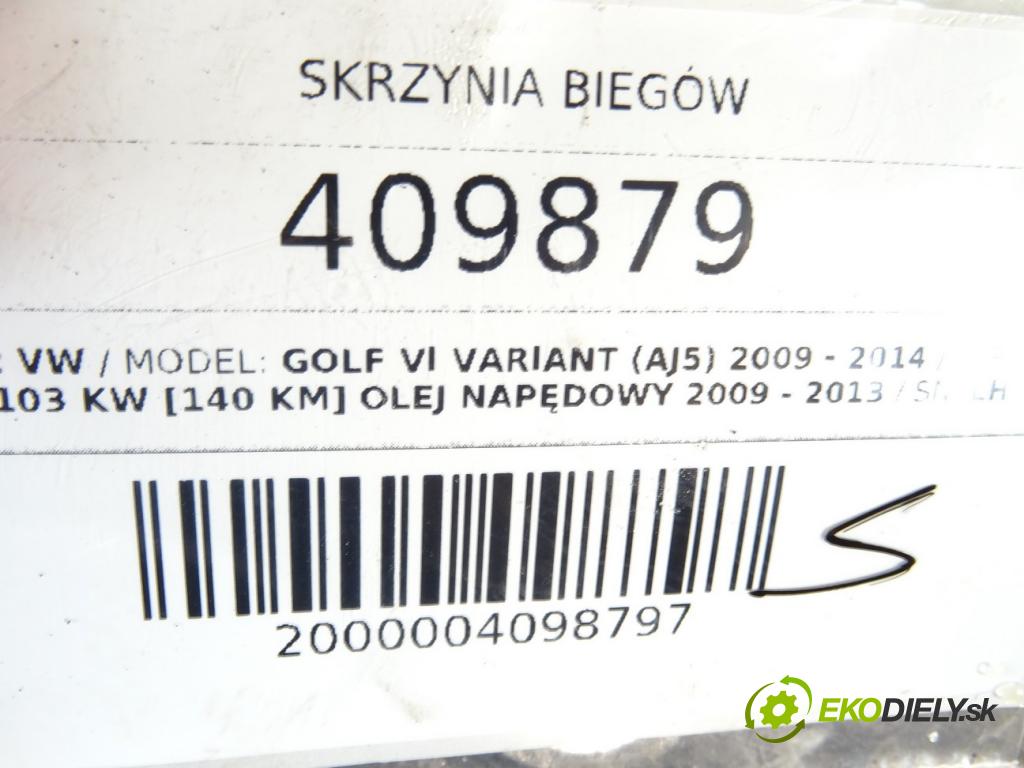 SKRZYNIA BIEGÓW
409879
: VW / MODEL: GOLF VI VARIANT (AJ5) 2009 - 2014 /
103 KW [140 KM] OLEJ NAPĘDOWY 2009 - 2013 /
2000004098797
S
EKODIELY.sk